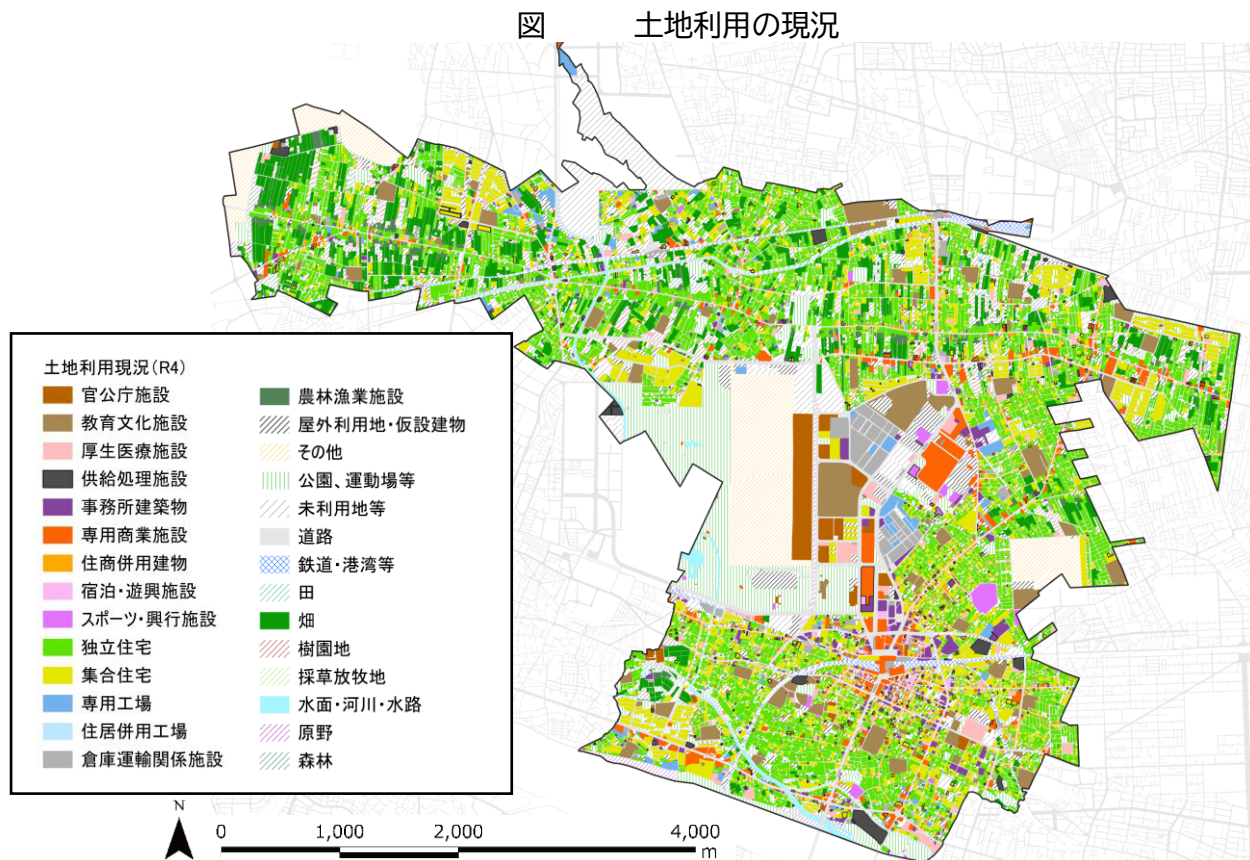 図 土地利用の現況
土地利用現況(R4)
官公庁施設
教育文化施設
厚生医療施設
供給処理施設
事務所建築物
専用商業施設
住商併用建物
宿泊・遊興施設
スポーツ・興行施設
独立住宅
集合住宅
専用工場
住居併用工場
倉庫運輸関係施設
農林漁業施設
屋外利用地・仮設建物
その他
公園、運動場等
未利用地等
道路
鉄道・港湾等
田
畑
樹園地
採草放牧地
水面・河川・水路
原野
森林
N
0 1,000 2,000 4,000
m